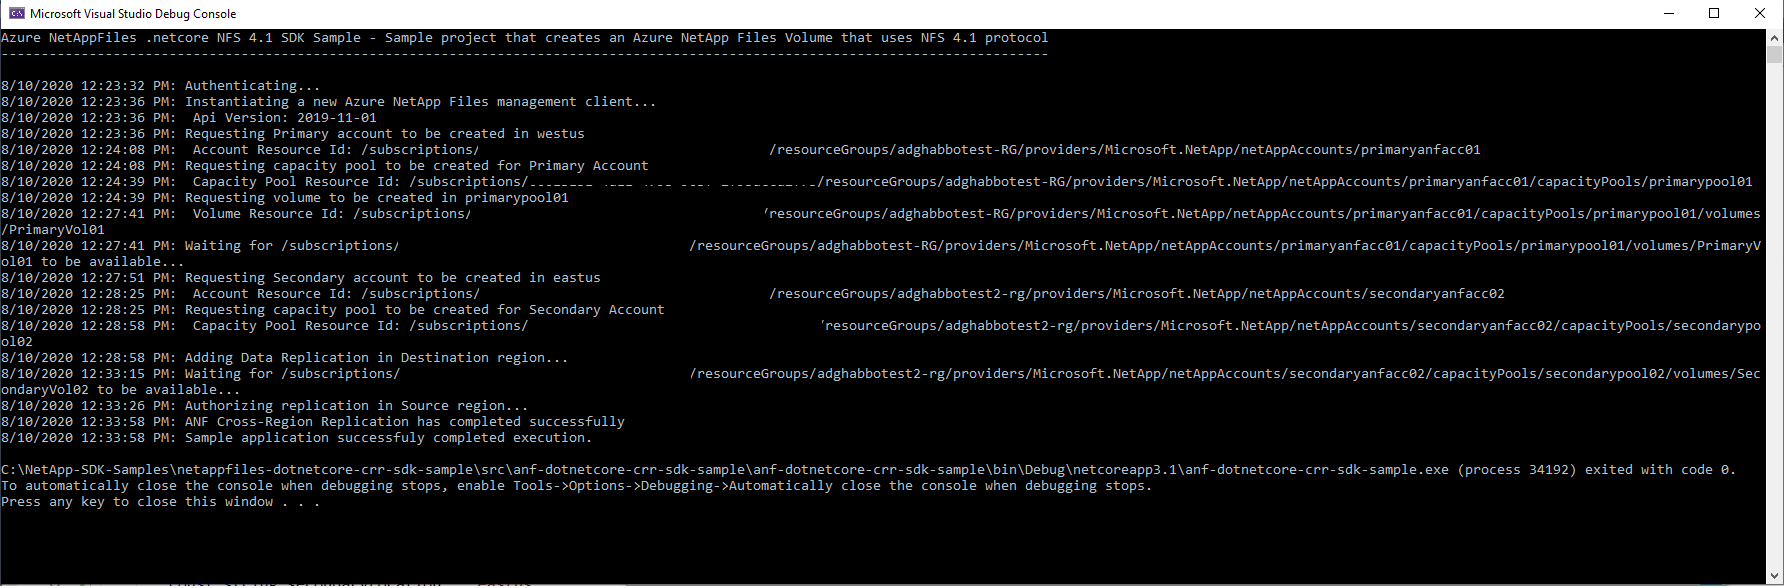 Microsoft Visual Studio Debug Console
Azure NetAppFiles .netcore NFS 4.1 SDK Sample - Sample project that creates an Azure NetApp Files Volume that uses NFS 4.1 protocol
-----------------------------------------------------------------------------------------------------------------------------------
8/10/2020 12:23:32 PM: Authenticating...
8/10/2020 12:23:36 PM: Instantiating a new Azure NetApp Files management client...
8/10/2020 12:23:36 PM:  Api Version: 2019-11-01
8/10/2020 12:23:36 PM: Requesting Primary account to be created in westus
8/10/2020 12:24:08 PM:  Account Resource Id: /subscriptions/ /resourceGroups/adghabbotest-RG/providers/Microsoft.NetApp/netAppAccounts/primaryanfacc01
8/10/2020 12:24:08 PM: Requesting capacity pool to be created for Primary Account
8/10/2020 12:24:39 PM:  Capacity Pool Resource Id: /subscriptions/ /resourceGroups/adghabbotest-RG/providers/Microsoft.NetApp/netAppAccounts/primaryanfacc01/capacityPools/primarypool01
8/10/2020 12:24:39 PM: Requesting volume to be created in primarypool01
8/10/2020 12:27:41 PM:  Volume Resource Id: /subscriptions/ /resourceGroups/adghabbotest-RG/providers/Microsoft.NetApp/netAppAccounts/primaryanfacc01/capacityPools/primarypool01/volumes
/PrimaryVol01
8/10/2020 12:27:41 PM: Waiting for /subscriptions/ /resourceGroups/adghabbotest-RG/providers/Microsoft.NetApp/netAppAccounts/primaryanfacc01/capacityPools/primarypool01/volumes/PrimaryV
ol01 to be available...
8/10/2020 12:27:51 PM: Requesting Secondary account to be created in eastus
8/10/2020 12:28:25 PM:  Account Resource Id: /subscriptions/ /resourceGroups/adghabbotest2-rg/providers/Microsoft.NetApp/netAppAccounts/secondaryanfacc02
8/10/2020 12:28:25 PM: Requesting capacity pool to be created for Secondary Account
8/10/2020 12:28:58 PM:  Capacity Pool Resource Id: /subscriptions/ /resourceGroups/adghabbotest2-rg/providers/Microsoft.NetApp/netAppAccounts/secondaryanfacc02/capacityPools/secondarypo
ol02
8/10/2020 12:28:58 PM: Adding Data Replication in Destination region...
8/10/2020 12:33:15 PM: Waiting for /subscriptions/ /resourceGroups/adghabbotest2-rg/providers/Microsoft.NetApp/netAppAccounts/secondaryanfacc02/capacityPools/secondarypool02/volumes/Sec
ondaryVol02 to be available...
8/10/2020 12:33:26 PM: Authorizing replication in Source region...
8/10/2020 12:33:58 PM: ANF Cross-Region Replication has completed successfully
8/10/2020 12:33:58 PM: Sample application successfuly completed execution.
C:\NetApp-SDK-Samples\netappfiles-dotnetcore-crr-sdk-sample\src\anf-dotnetcore-crr-sdk-sample\anf-dotnetcore-crr-sdk-sample\bin\Debug\netcoreapp3.1\anf-dotnetcore-crr-sdk-sample.exe (process 34192) exited with code 0.
To automatically close the console when debugging stops, enable Tools->Options->Debugging->Automatically close the console when debugging stops.
Press any key to close this window . . .